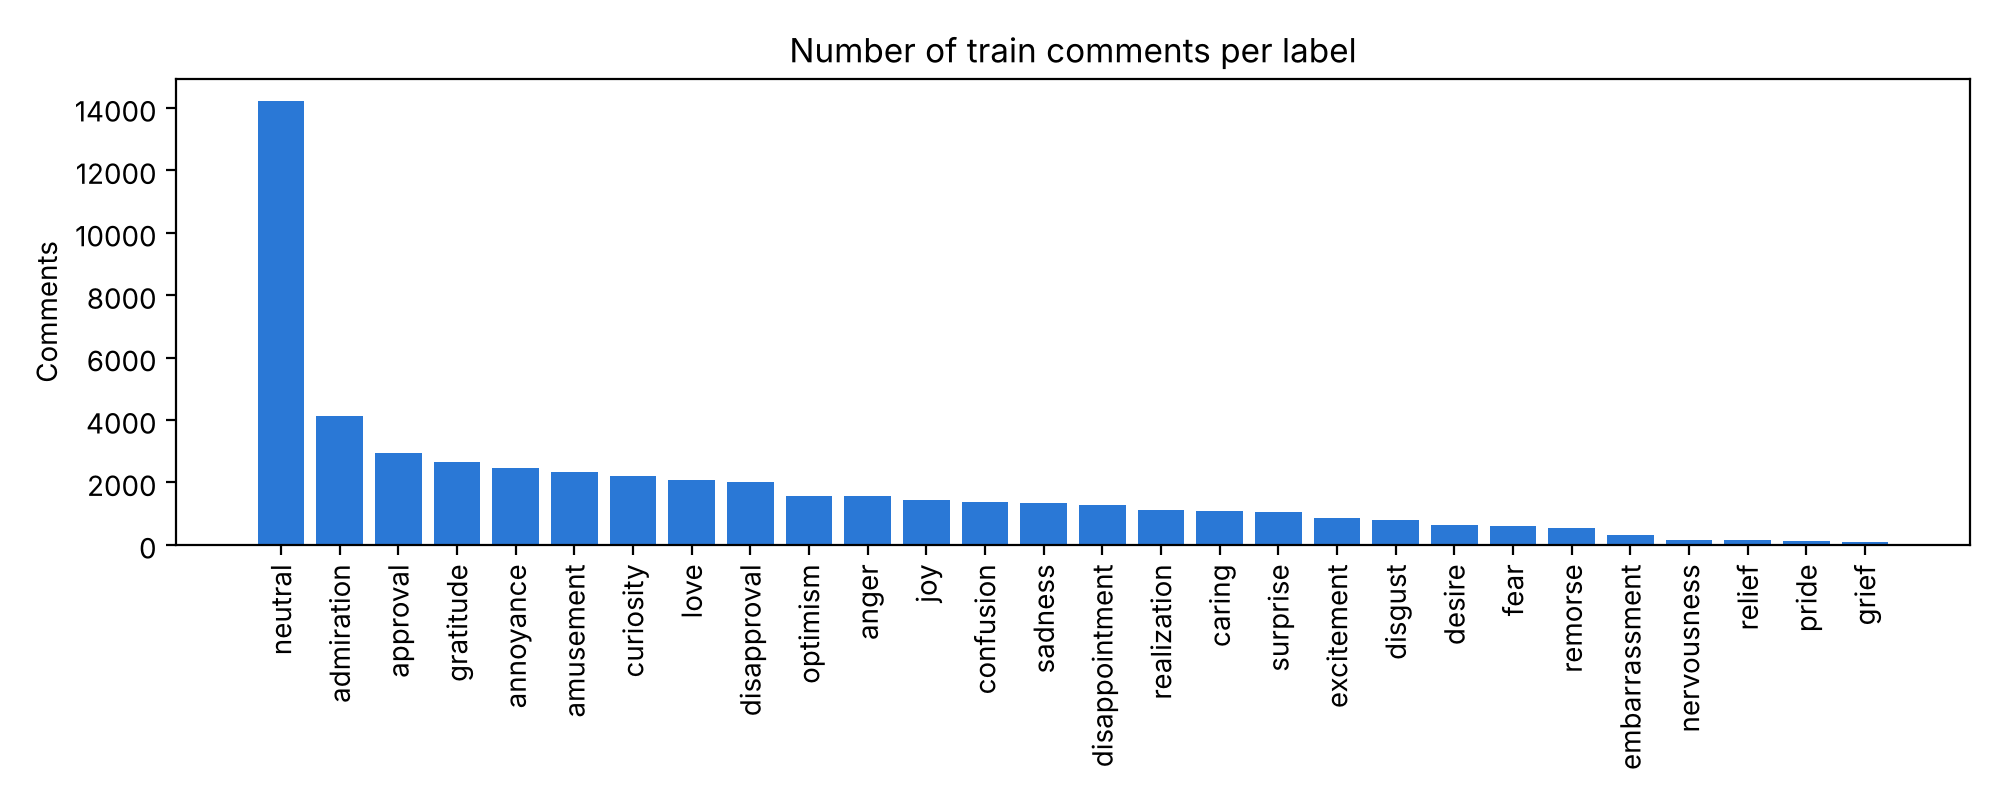 Number of train comments per label
Comments
14000
12000
10000
8000
6000
4000
2000
0
neutral
admiration
approval
gratitude
annoyance
amusement
curiosity
love
disapproval
optimism
anger
joy
confusion
sadness
disappointment
realization
caring
surprise
excitement
disgust
desire
fear
remorse
embarrassment
nervousness
relief
pride
grief